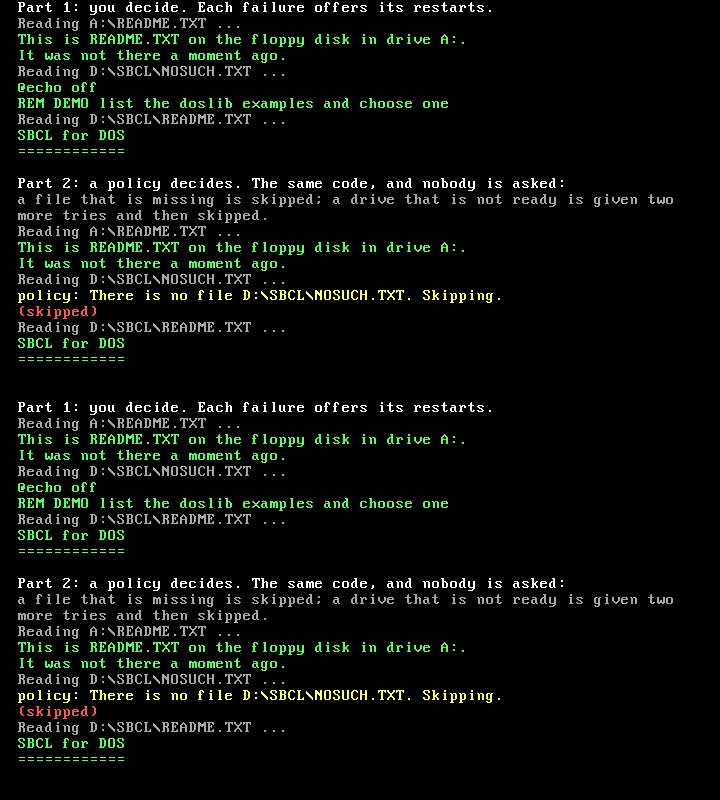 Part 1: you decide. Each failure offers its restarts.
Reading A:\README.TXT ...
This is README.TXT on the floppy disk in drive A:.
It was not there a moment ago.
Reading D:\SBCL\NOSUCH.TXT ...
@echo off
REM DEMO list the doslib examples and choose one
Reading D:\SBCL\README.TXT ...
SBCL for DOS
============
Part 2: a policy decides. The same code, and nobody is asked:
a file that is missing is skipped; a drive that is not ready is given two
more tries and then skipped.
Reading A:\README.TXT ...
This is README.TXT on the floppy disk in drive A:.
It was not there a moment ago.
Reading D:\SBCL\NOSUCH.TXT ...
policy: There is no file D:\SBCL\NOSUCH.TXT. Skipping.
(skipped)
Reading D:\SBCL\README.TXT ...
SBCL for DOS
============
Part 1: you decide. Each failure offers its restarts.
Reading A:\README.TXT ...
This is README.TXT on the floppy disk in drive A:.
It was not there a moment ago.
Reading D:\SBCL\NOSUCH.TXT ...
@echo off
REM DEMO list the doslib examples and choose one
Reading D:\SBCL\README.TXT ...
SBCL for DOS
============
Part 2: a policy decides. The same code, and nobody is asked:
a file that is missing is skipped; a drive that is not ready is given two
more tries and then skipped.
Reading A:\README.TXT ...
This is README.TXT on the floppy disk in drive A:.
It was not there a moment ago.
Reading D:\SBCL\NOSUCH.TXT ...
policy: There is no file D:\SBCL\NOSUCH.TXT. Skipping.
(skipped)
Reading D:\SBCL\README.TXT ...
SBCL for DOS
============